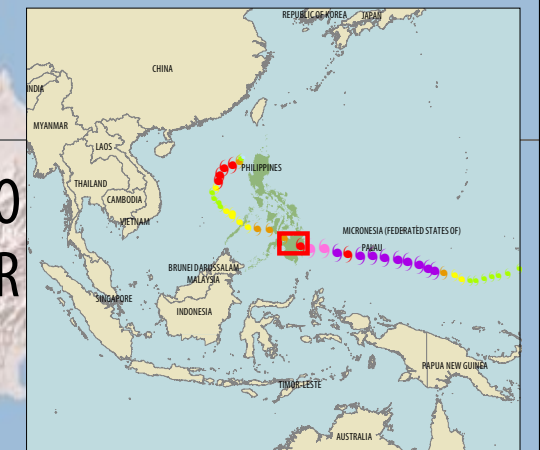 REPUBLIC OF KOREA
JAPAN
CHINA
INDIA
MYANMAR
LAOS
PHILIPPINES
THAILAND
CAMBODIA
O
VIETNAM
MICRONESIA (FEDERATED STATES OF)
PALAU
BRUNEI DARUSSALAM
MALAYSIA
R
SINGAPORE
INDONESIA
PAPUA NEW GUINEA
TIMOR-LESTE
AUSTRALIA